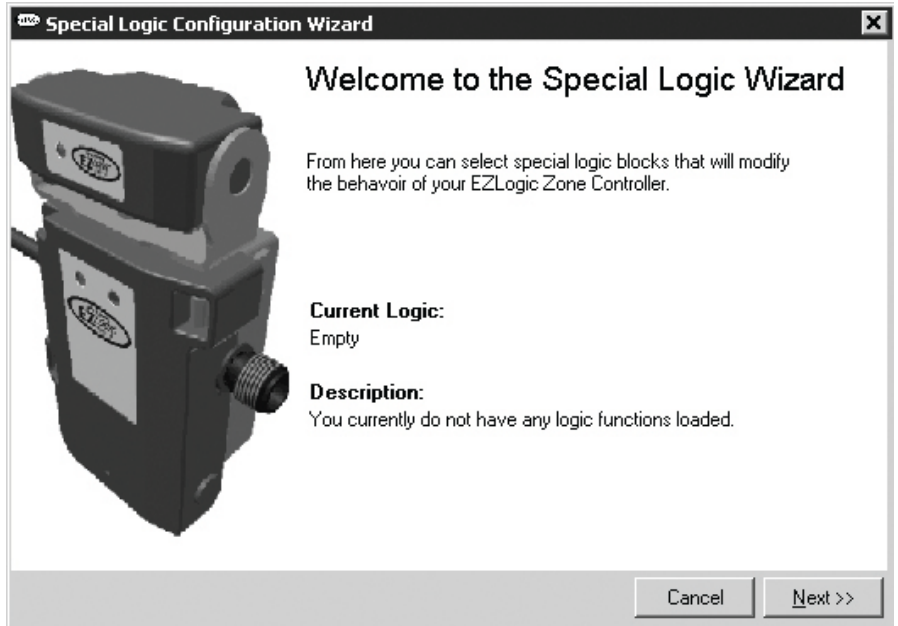 Special Logic Configuration Wizard
Welcome to the Special Logic Wizard
From here you can select special logic blocks that will modify
the behavoir of your EZLogic Zone Controller.
Current Logic:
Empty
Description:
You currently do not have any logic functions loaded.
Cancel
Next >>